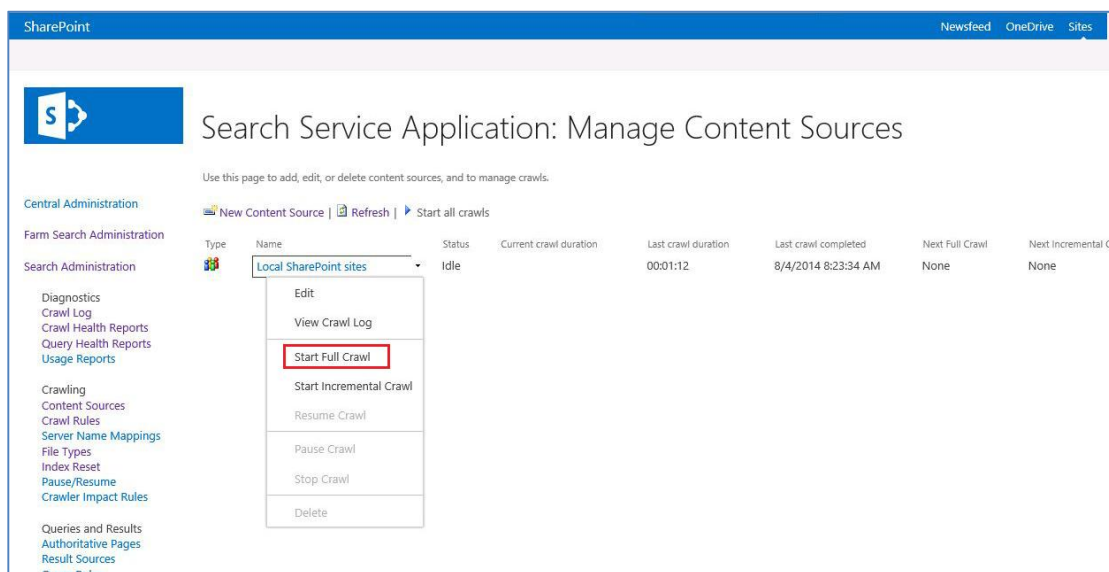 SharePoint Newsfeed OneDrive Sites
S
Search Service Application: Manage Content Sources
Use this page to add, edit, or delete content sources, and to manage crawls.
Central Administration
New Content Source | Refresh | Start all crawls
Farm Search Administration
Type Name Status Current crawl duration Last crawl duration Last crawl completed Next Full Crawl Next Incremental
Search Administration
Local SharePoint sites Idle 00:01:12 8/4/2014 8:23:34 AM None None
Edit
View Crawl Log
Start Full Crawl
Start Incremental Crawl
Resume Crawl
Pause Crawl
Stop Crawl
Delete
Diagnostics
Crawl Log
Crawl Health Reports
Query Health Reports
Usage Reports
Crawling
Content Sources
Crawl Rules
Server Name Mappings
File Types
Index Reset
Pause/Resume
Crawler Impact Rules
Queries and Results
Authoritative Pages
Result Sources